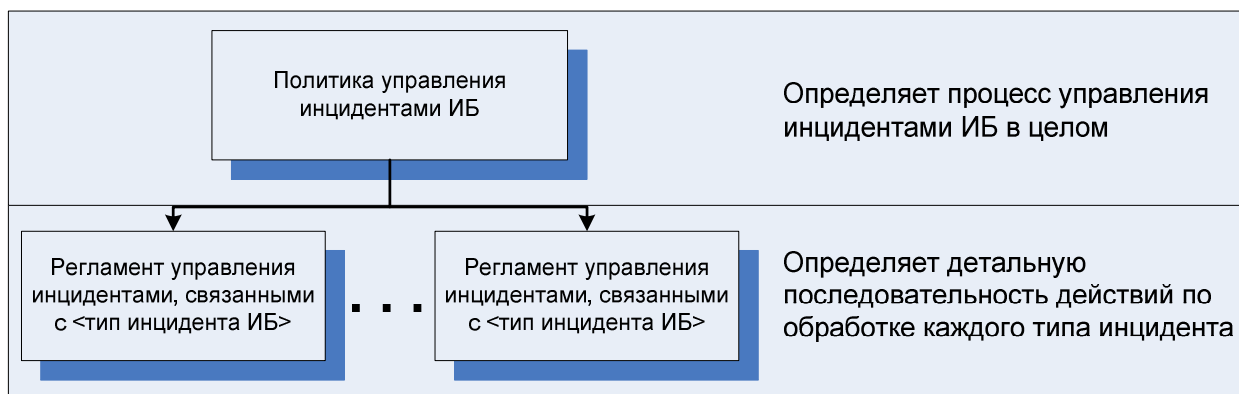 Политика управления
инцидентами ИБ
Определяет процесс управления
инцидентами ИБ в целом
Регламент управления
инцидентами, связанными
с <тип инцидента ИБ>
. . .
Регламент управления
инцидентами, связанными
с <тип инцидента ИБ>
Определяет детальную
последовательность действий по
обработке каждого типа инцидента